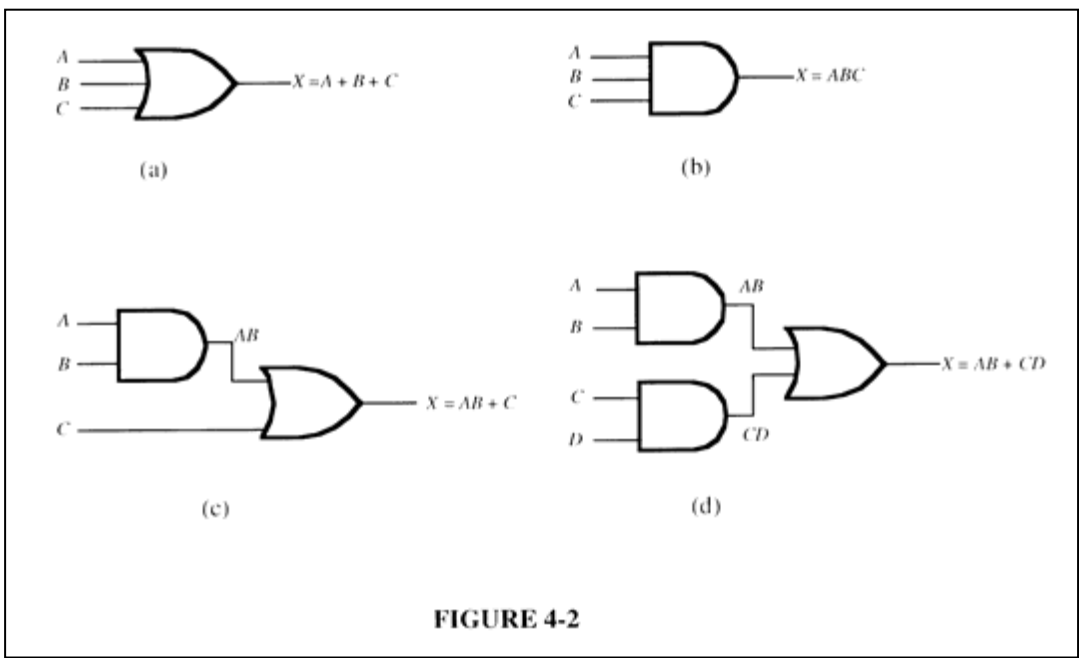 A
B
C
X = A + B + C
(a)
A
B
C
X = ABC
(b)
A
B
AB
C
X = AB + C
(c)
A
B
AB
C
D
CD
X = AB + CD
(d)
FIGURE 4-2